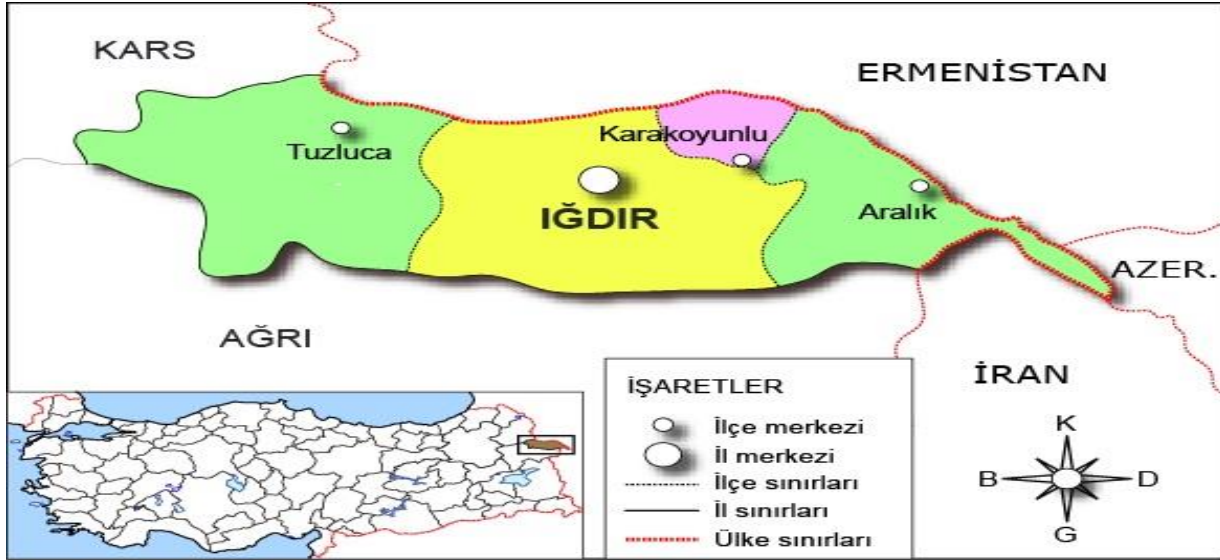 KARS
ERMENİSTAN
Karakoyunlu
Tuzluca
IĞDIR
Aralık
AZER.
AĞRI
İRAN
İŞARETLER
İlçe merkezi
İl merkezi
İlçe sınırları
İl sınırları
Ülke sınırları
K
B
D
G